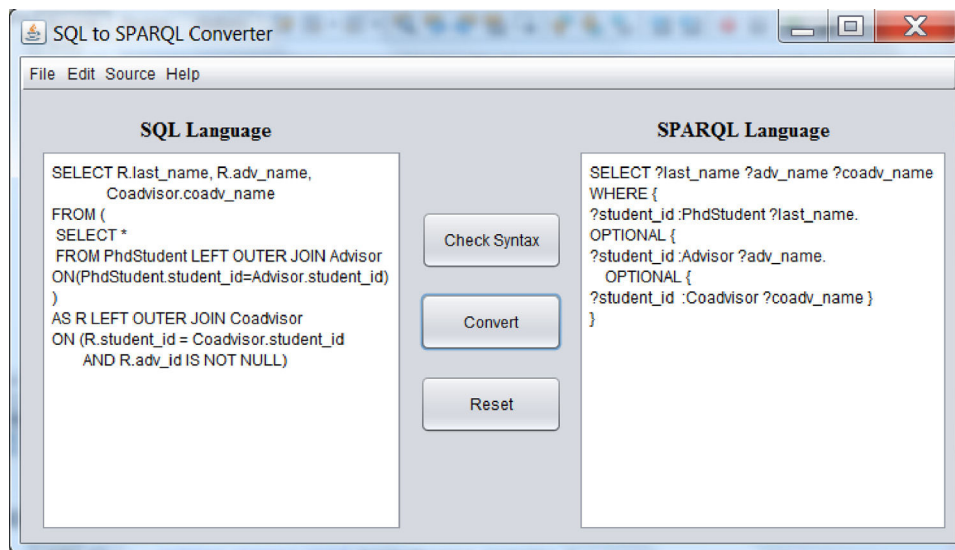 SQL to SPARQL Converter
File Edit Source Help
SQL Language
SELECT R.last_name, R.adv_name,
Coadvisor.coadv_name
FROM (
SELECT *
FROM PhdStudent LEFT OUTER JOIN Advisor
ON(PhdStudent.student_id=Advisor.student_id)
)
AS R LEFT OUTER JOIN Coadvisor
ON (R.student_id = Coadvisor.student_id
AND R.adv_id IS NOT NULL)
Check Syntax
Convert
Reset
SPARQL Language
SELECT ?last_name ?adv_name ?coadv_name
WHERE {
?student_id :PhdStudent ?last_name.
OPTIONAL {
?student_id :Advisor ?adv_name.
OPTIONAL {
?student_id :Coadvisor ?coadv_name }
}